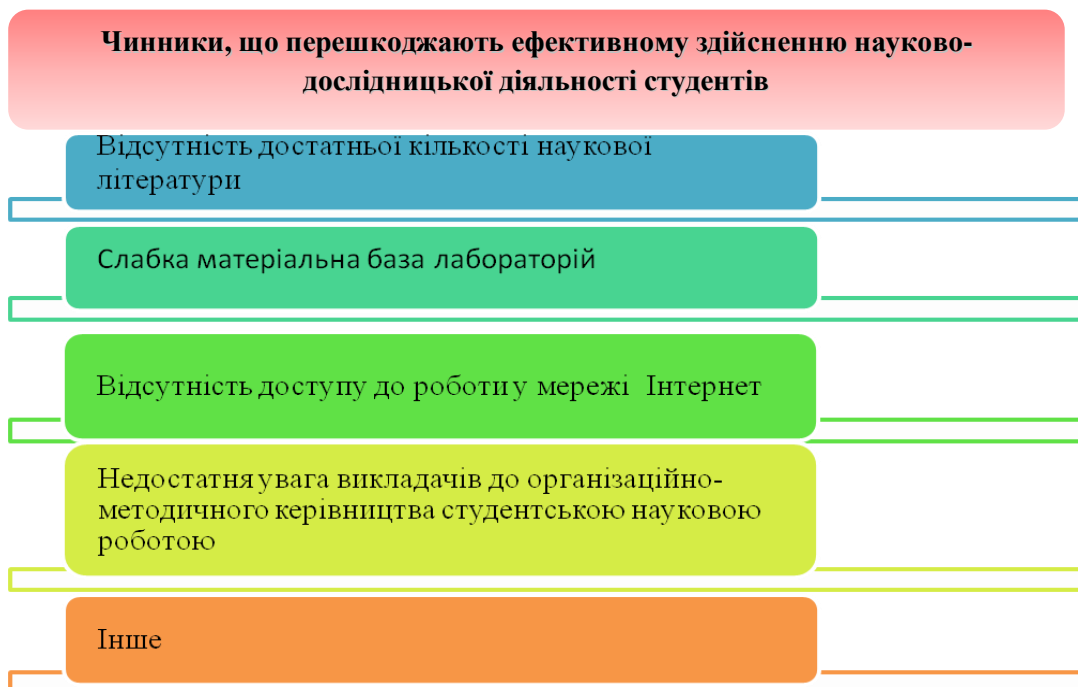 Чинники, що перешкоджають ефективному здійсненню науково-
дослідницької діяльності студентів
Відсутність достатньої кількості наукової
літератури
Слабка матеріальна база лабораторій
Відсутність доступу до роботи у мережі Інтернет
Недостатня увага викладачів до організаційно-
методичного керівництва студентською науковою
роботою
Інше